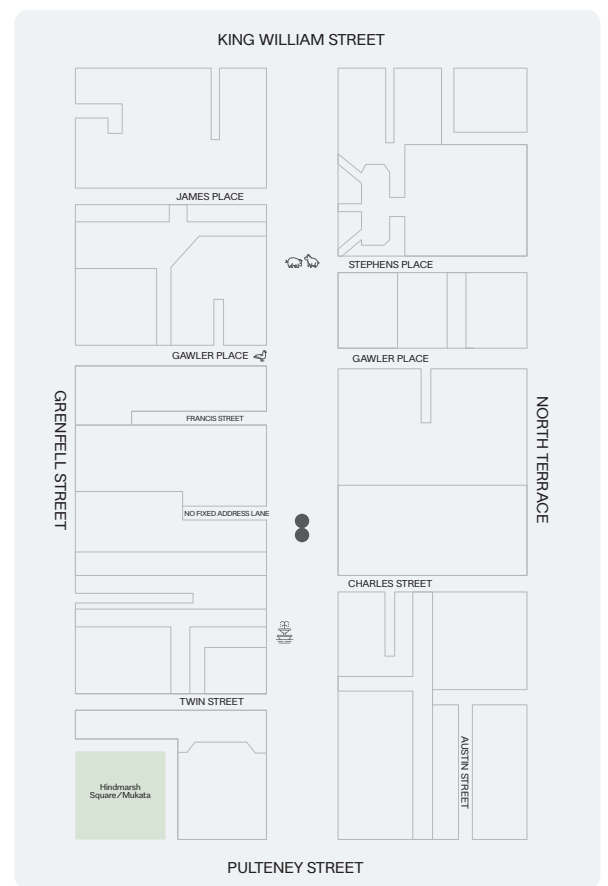 KING WILLIAM STREET
JAMES PLACE
STEPHENS PLACE
GAWLER PLACE
GAWLER PLACE
GRENFELL STREET
NORTH TERRACE
FRANCIS STREET
NO FIXED ADDRESS LANE
CHARLES STREET
TWIN STREET
AUSTIN STREET
Hindmarsh
Square/Mukata
PULTENEY STREET